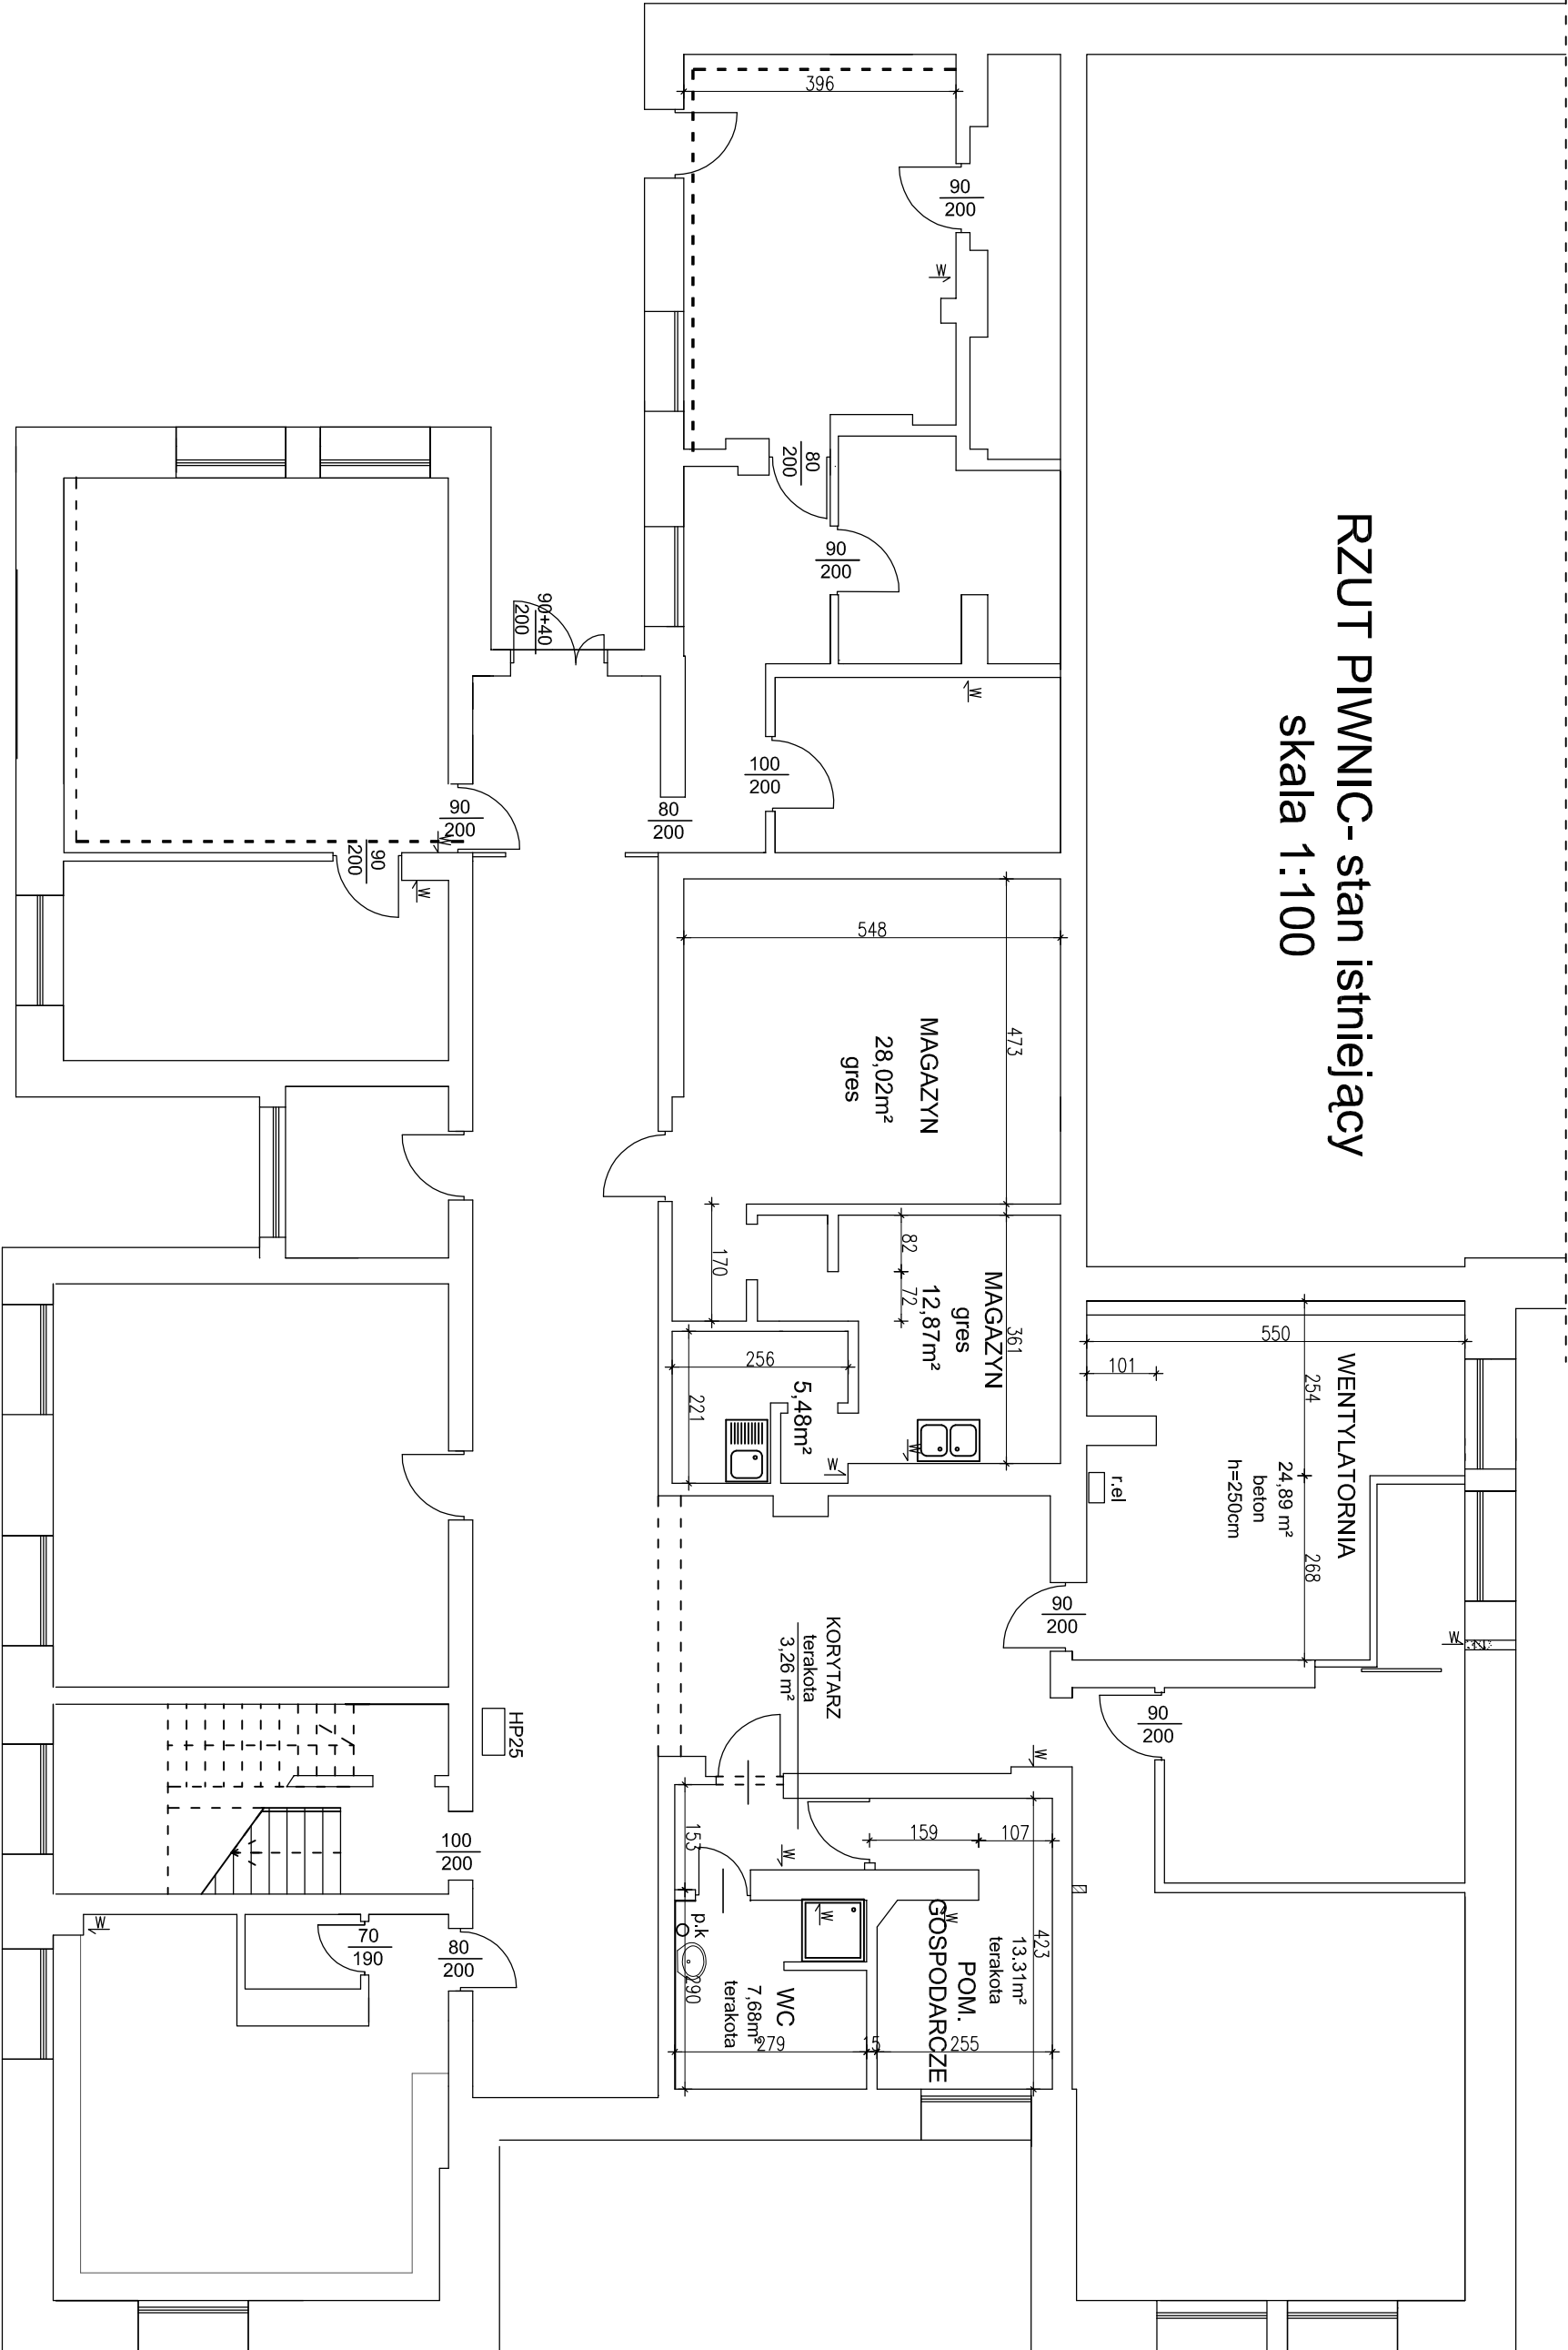 RZUT PIWNIC- stan istniejący
skala 1:100
396
90
200
W
80
200
90
200
90+40
200
W
100
200
80
200
90
200
W
90
200
W
548
473
MAGAZYN
28,02m²
gres
170
82
72
361
MAGAZYN
gres
12,87m²
256
221
5,48m²
W
W
550
101
254
268
WENTYLATORNIA
24,89 m²
beton
h=250cm
r.el
W
90
200
90
200
W
KORYTARZ
terakota
3,26 m²
HP25
100
200
80
200
70
190
W
153
159
107
W
W
W
p.k
O
290
WC
7,68m²
terakota
279
15
255
423
POM.
GOSPODARCZE
13,31m²
terakota